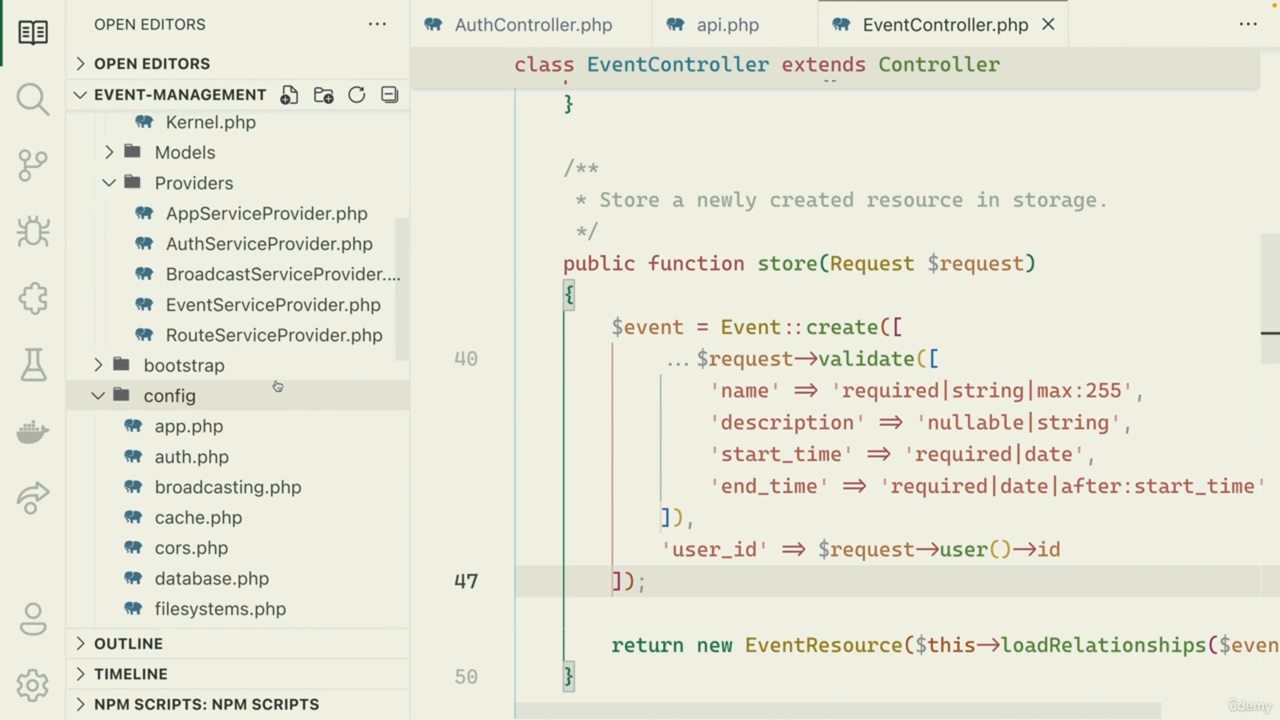 OPEN EDITORS
OPEN EDITORS
EVENT-MANAGEMENT
Kernel.php
Models
Providers
AppServiceProvider.php
AuthServiceProvider.php
BroadcastServiceProvider....
EventServiceProvider.php
RouteServiceProvider.php
bootstrap
config
app.php
auth.php
broadcasting.php
cache.php
cors.php
database.php
filesystems.php
OUTLINE
TIMELINE
NPM SCRIPTS: NPM SCRIPTS
AuthController.php
api.php
EventController.php
class EventController extends Controller
}
/**
* Store a newly created resource in storage.
*/
public function store(Request $request)
{
$event = Event::create([
40 ...$request->validate([
'name' => 'required|string|max:255',
'description' => 'nullable|string',
'start_time' => 'required|date',
'end_time' => 'required|date|after:start_time'
]),
'user_id' => $request->user()->id
47 ]);
return new EventResource($this->loadRelationships($even
50 }
ûdemy